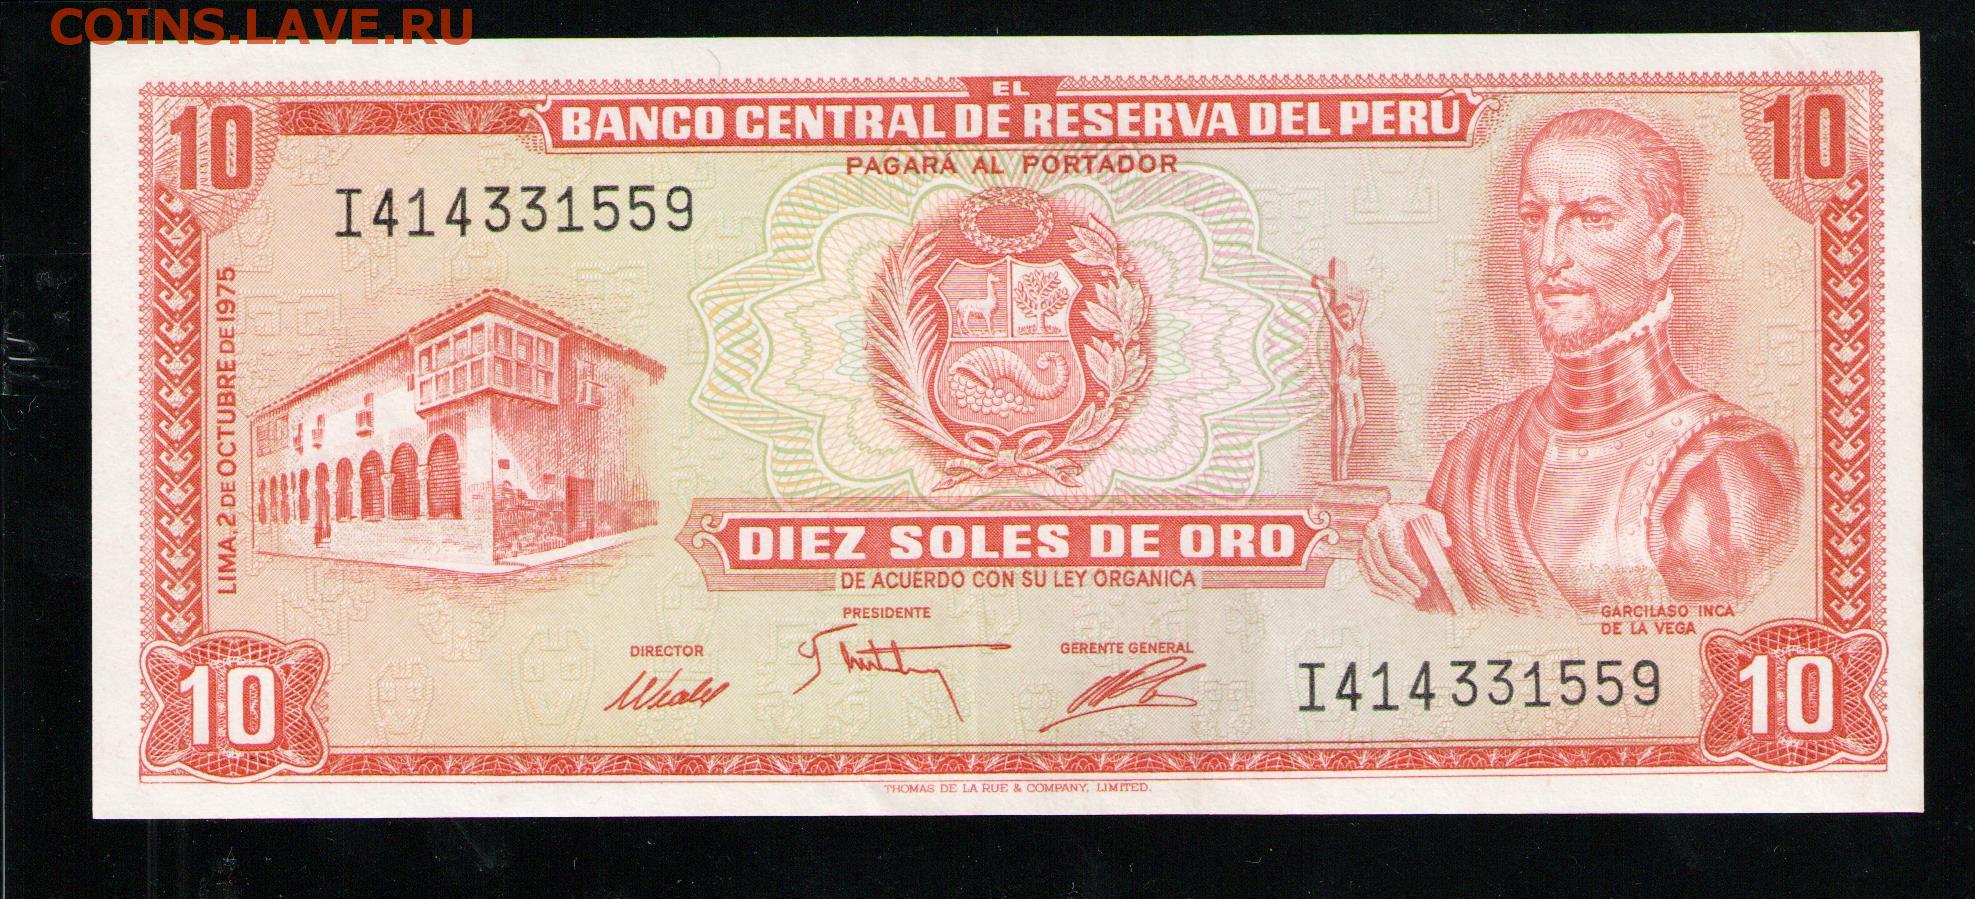 COINS.LAVE.RU
EL
BANCO CENTRAL DE RESERVA DEL PERÚ
PAGARÁ AL PORTADOR
10
10
I414331559
LIMA, 2 DE OCTUBRE DE 1975
DIEZ SOLES DE ORO
DE ACUERDO CON SU LEY ORGANICA
PRESIDENTE
DIRECTOR
GERENTE GENERAL
GARCILASO INCA
DE LA VEGA
I414331559
10
10
THOMAS DE LA RUE & COMPANY, LIMITED.